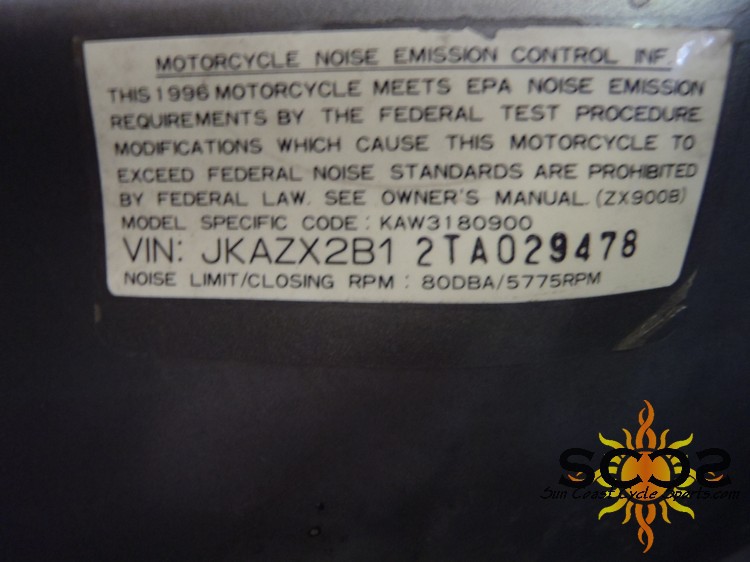 MOTORCYCLE NOISE EMISSION CONTROL INF.
THIS 1996 MOTORCYCLE MEETS EPA NOISE EMISSION
REQUIREMENTS BY THE FEDERAL TEST PROCEDURE
MODIFICATIONS WHICH CAUSE THIS MOTORCYCLE TO
EXCEED FEDERAL NOISE STANDARDS ARE PROHIBITED
BY FEDERAL LAW. SEE OWNER'S MANUAL. (ZX900B)
MODEL SPECIFIC CODE : KAW3180900
VIN: JKAZX2B1 2TA029478
NOISE LIMIT/CLOSING RPM : 80DBA/5775RPM
SCCS
Sun Coast Cycle Sports.com